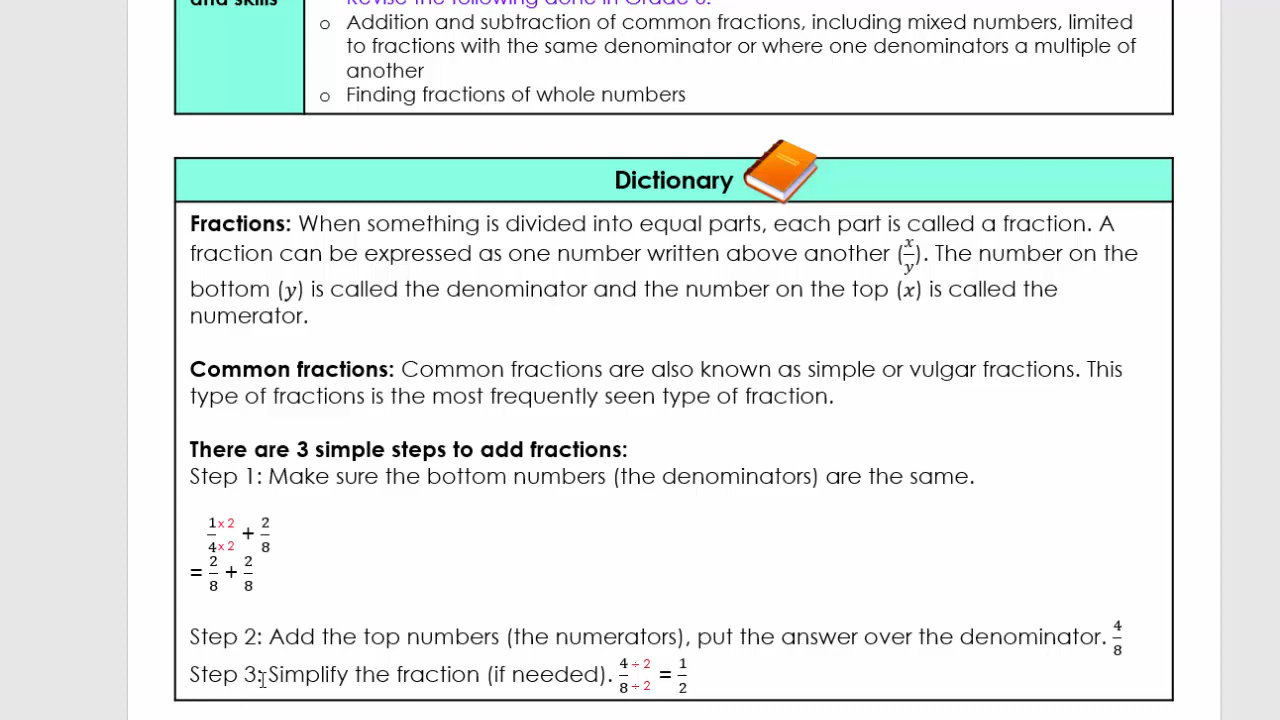 and skills
Revise the following done in Grade 6:
o Addition and subtraction of common fractions, including mixed numbers, limited
to fractions with the same denominator or where one denominators a multiple of
another
o Finding fractions of whole numbers
Dictionary
Fractions: When something is divided into equal parts, each part is called a fraction. A
fraction can be expressed as one number written above another (x/y). The number on the
bottom (y) is called the denominator and the number on the top (x) is called the
numerator.
Common fractions: Common fractions are also known as simple or vulgar fractions. This
type of fractions is the most frequently seen type of fraction.
There are 3 simple steps to add fractions:
Step 1: Make sure the bottom numbers (the denominators) are the same.
1 x 2/4 x 2 + 2/8
= 2/8 + 2/8
Step 2: Add the top numbers (the numerators), put the answer over the denominator. 4/8
Step 3: Simplify the fraction (if needed). 4 ÷ 2/8 ÷ 2 = 1/2